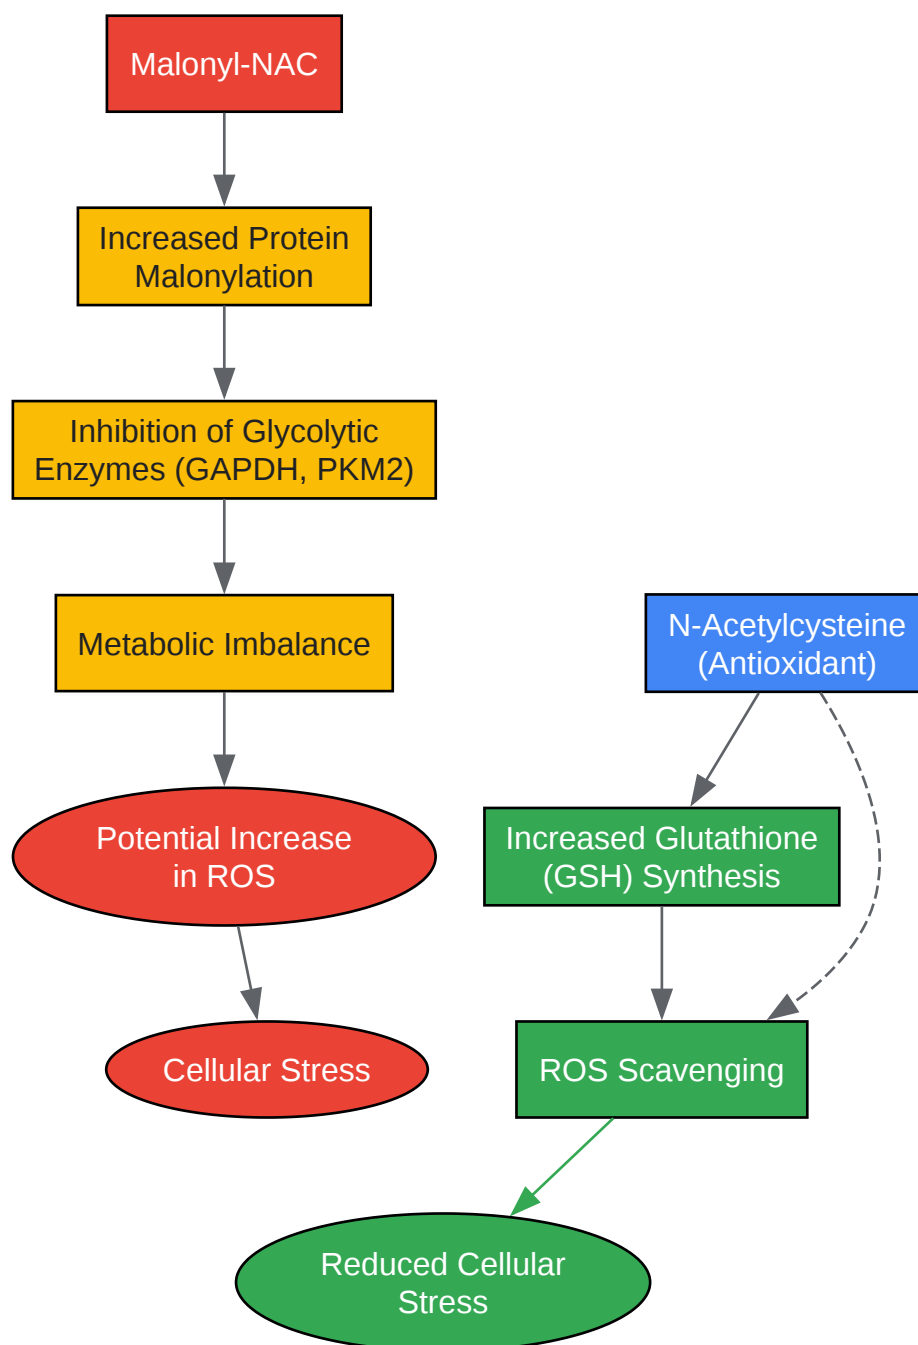 Malonyl-NAC
Increased Protein
Malonylation
Inhibition of Glycolytic
Enzymes (GAPDH, PKM2)
Metabolic Imbalance
N-Acetylcysteine
(Antioxidant)
Potential Increase
in ROS
Increased Glutathione
(GSH) Synthesis
Cellular Stress
ROS Scavenging
Reduced Cellular
Stress